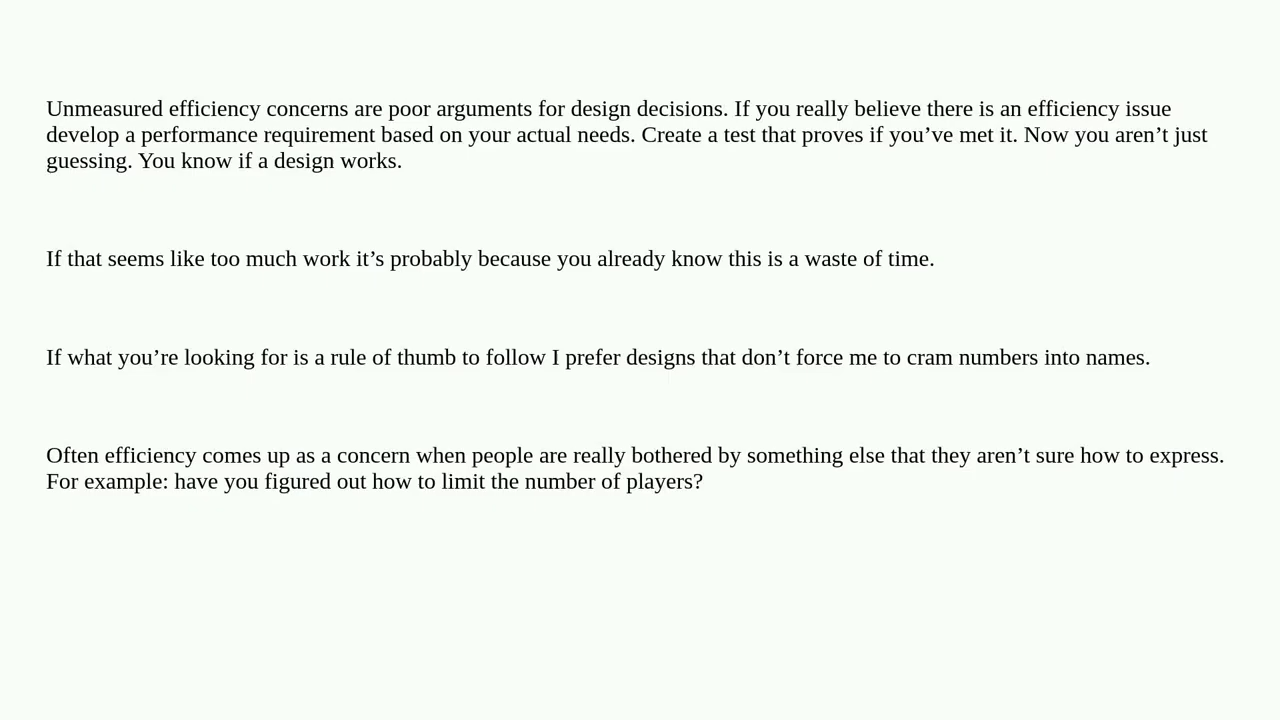 Unmeasured efficiency concerns are poor arguments for design decisions. If you really believe there is an efficiency issue
develop a performance requirement based on your actual needs. Create a test that proves if you’ve met it. Now you aren’t just
guessing. You know if a design works.
If that seems like too much work it’s probably because you already know this is a waste of time.
If what you’re looking for is a rule of thumb to follow I prefer designs that don’t force me to cram numbers into names.
Often efficiency comes up as a concern when people are really bothered by something else that they aren’t sure how to express.
For example: have you figured out how to limit the number of players?